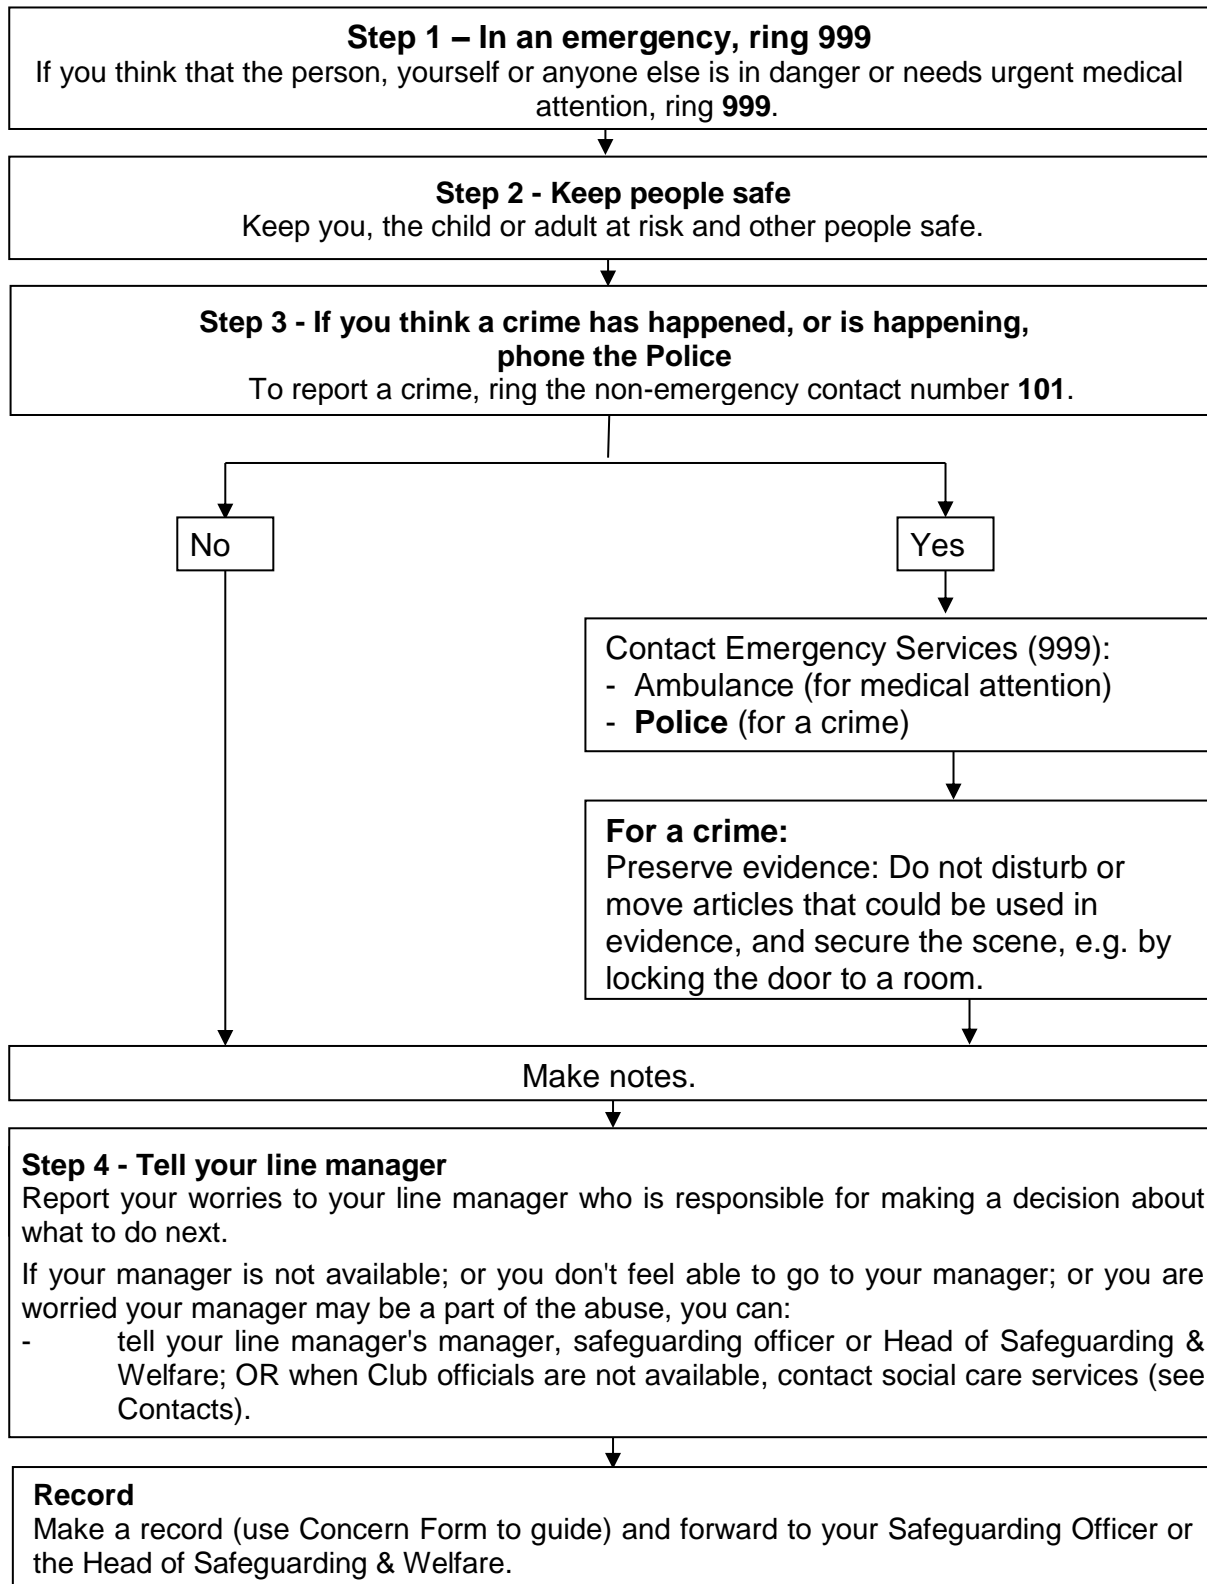 Step 1 – In an emergency, ring 999
If you think that the person, yourself or anyone else is in danger or needs urgent medical
attention, ring 999.
Step 2 - Keep people safe
Keep you, the child or adult at risk and other people safe.
Step 3 - If you think a crime has happened, or is happening,
phone the Police
To report a crime, ring the non-emergency contact number 101.
No
Yes
Contact Emergency Services (999):
- Ambulance (for medical attention)
- Police (for a crime)
For a crime:
Preserve evidence: Do not disturb or
move articles that could be used in
evidence, and secure the scene, e.g. by
locking the door to a room.
Make notes.
Step 4 - Tell your line manager
Report your worries to your line manager who is responsible for making a decision about
what to do next.
If your manager is not available; or you don't feel able to go to your manager; or you are
worried your manager may be a part of the abuse, you can:
- tell your line manager's manager, safeguarding officer or Head of Safeguarding &
Welfare; OR when Club officials are not available, contact social care services (see
Contacts).
Record
Make a record (use Concern Form to guide) and forward to your Safeguarding Officer or
the Head of Safeguarding & Welfare.